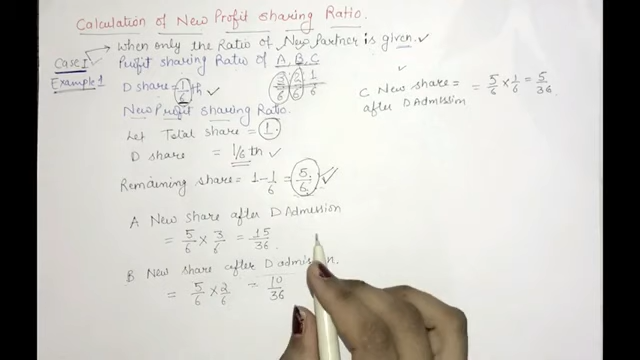 Calculation of New Profit sharing Ratio.
Case I → When only the Ratio of New Partner is given. ✓
Example 1 Profit sharing Ratio of A, B, C
3/6 : 2/6 : 1/6
D share = 1/6 th ✓
New Profit sharing Ratio.
Let Total share = 1.
D share = 1/6 th ✓
Remaining share = 1 - 1/6 = 5/6 ✓
A New share after D Admission
= 5/6 × 3/6 = 15/36.
B New share after D admission.
= 5/6 × 2/6 = 10/36
C New share = 5/6 × 1/6 = 5/36.
after D Admission